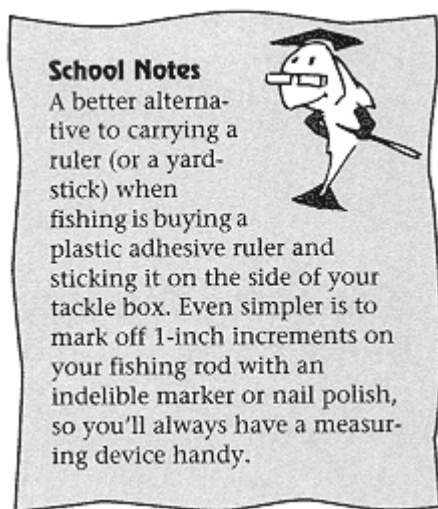 School Notes
A better alterna-
tive to carrying a
ruler (or a yard-
stick) when
fishing is buying a
plastic adhesive ruler and
sticking it on the side of your
tackle box. Even simpler is to
mark off 1-inch increments on
your fishing rod with an
indelible marker or nail polish,
so you'll always have a measur-
ing device handy.